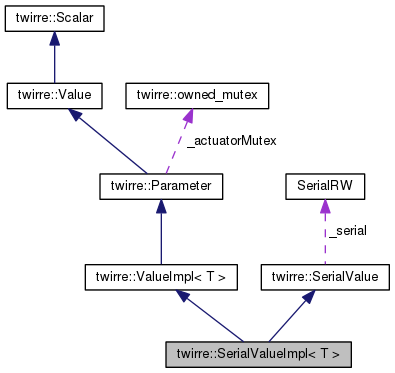 twirre::Scalar
twirre::Value
twirre::owned_mutex
_actuatorMutex
twirre::Parameter
SerialRW
_serial
twirre::ValueImpl< T >
twirre::SerialValue
twirre::SerialValueImpl< T >